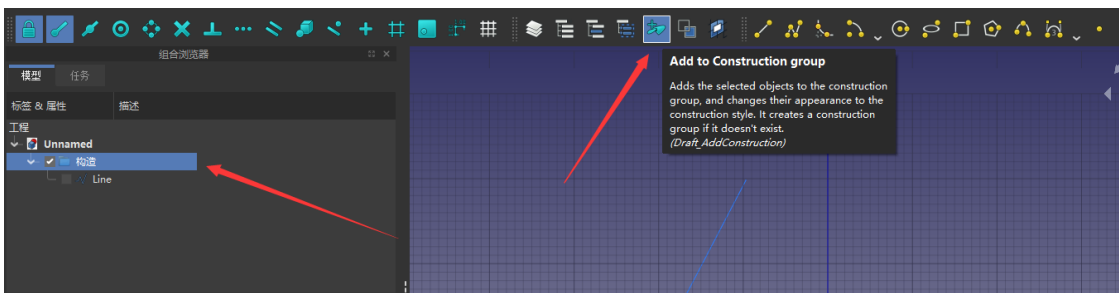 组合浏览器
模型 任务
标签 & 属性 描述
工程
Unnamed
构造
Line
Add to Construction group
Adds the selected objects to the construction
group, and changes their appearance to the
construction style. It creates a construction
group if it doesn't exist.
(Draft_AddConstruction)